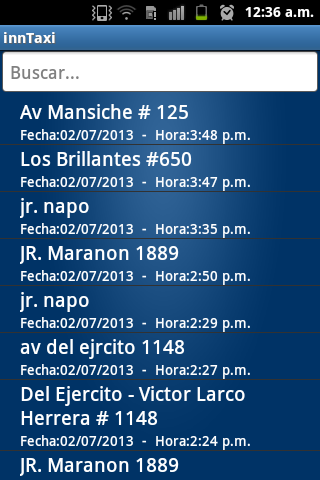 12:36 a.m.
innTaxi
Buscar...
Av Mansiche # 125
Fecha:02/07/2013 - Hora:3:48 p.m.
Los Brillantes #650
Fecha:02/07/2013 - Hora:3:47 p.m.
jr. napo
Fecha:02/07/2013 - Hora:3:35 p.m.
JR. Maranon 1889
Fecha:02/07/2013 - Hora:2:50 p.m.
jr. napo
Fecha:02/07/2013 - Hora:2:29 p.m.
av del ejrcito 1148
Fecha:02/07/2013 - Hora:2:27 p.m.
Del Ejercito - Victor Larco
Herrera # 1148
Fecha:02/07/2013 - Hora:2:24 p.m.
JR. Maranon 1889